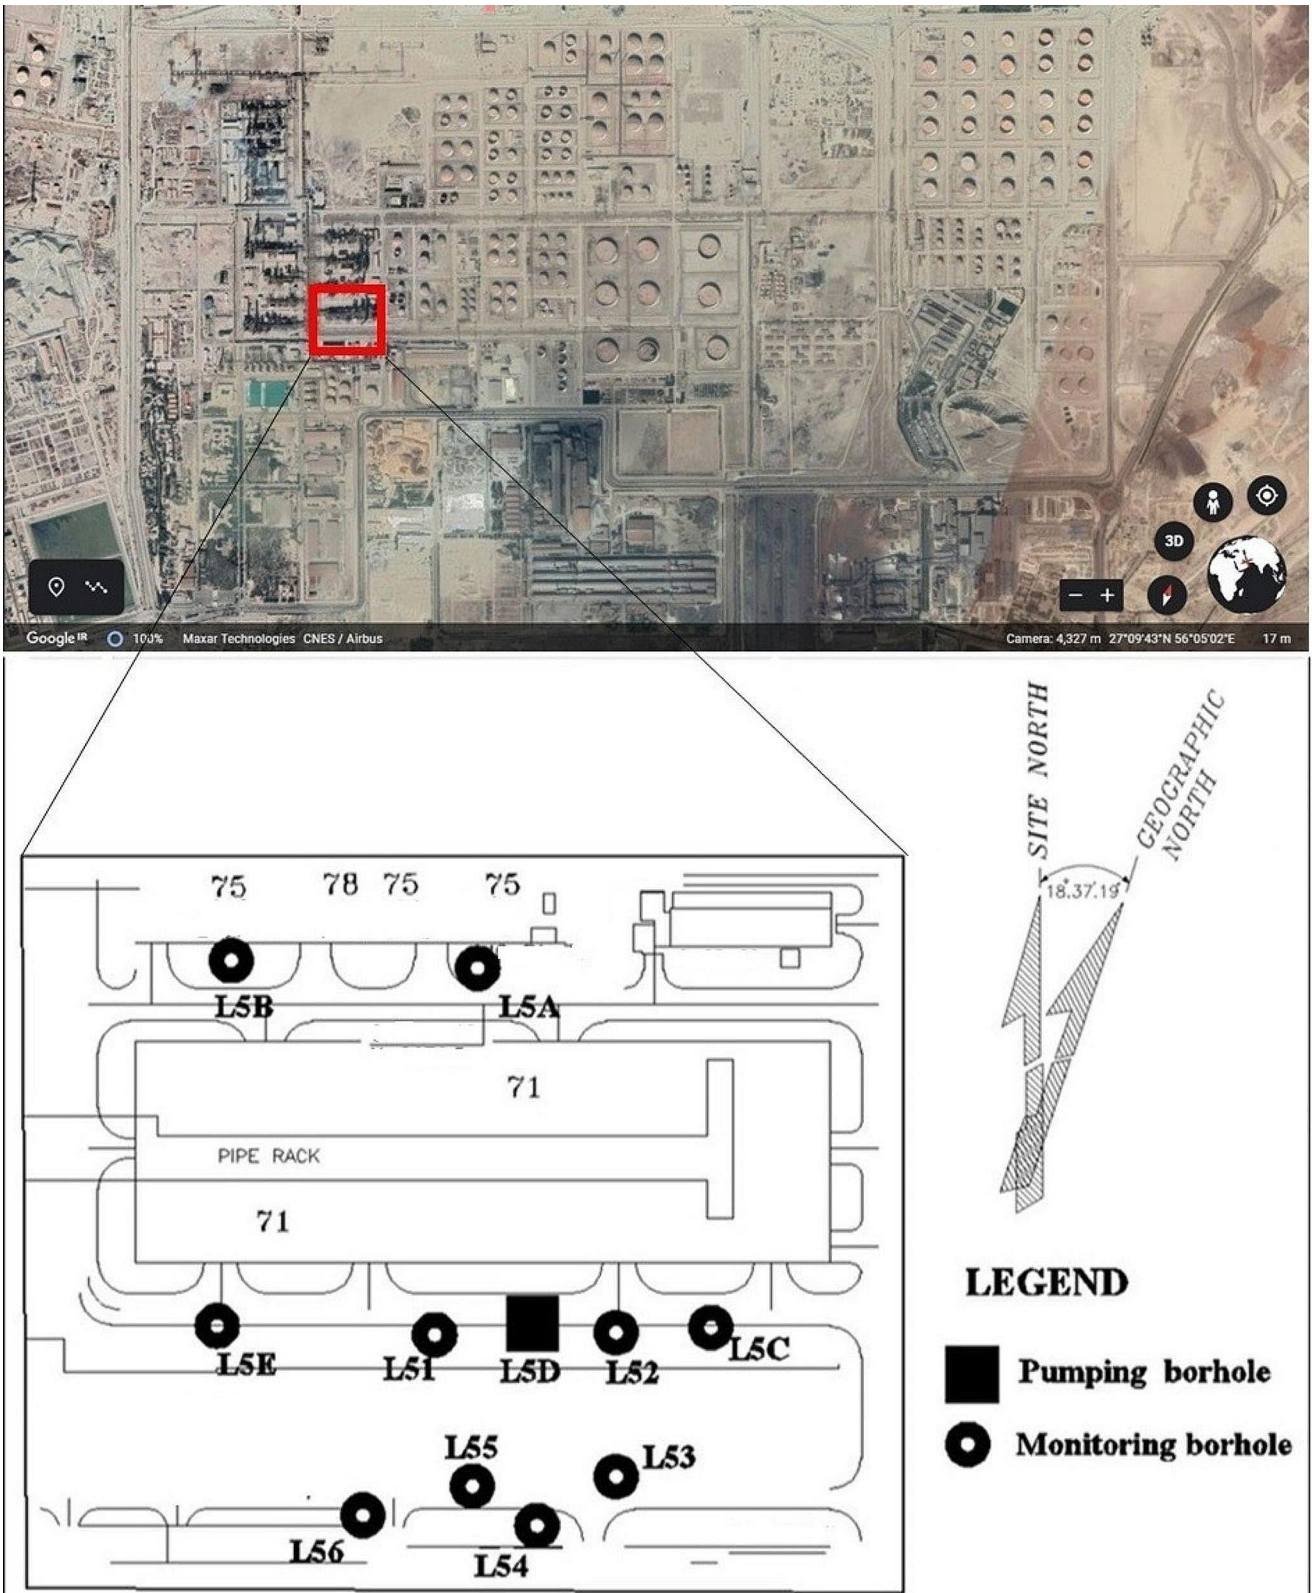 3D
− +
Google IR 100% Maxar Technologies CNES / Airbus Camera: 4,327 m 27°09'43"N 56°05'02"E 17 m
SITE NORTH
GEOGRAPHIC
NORTH
18°.37'.19"
75 78 75 75
L5B L5A
71
PIPE RACK
71
LEGEND
L5E L51 L5D L52 L5C
Pumping borhole
Monitoring borhole
L55 L53
L56 L54